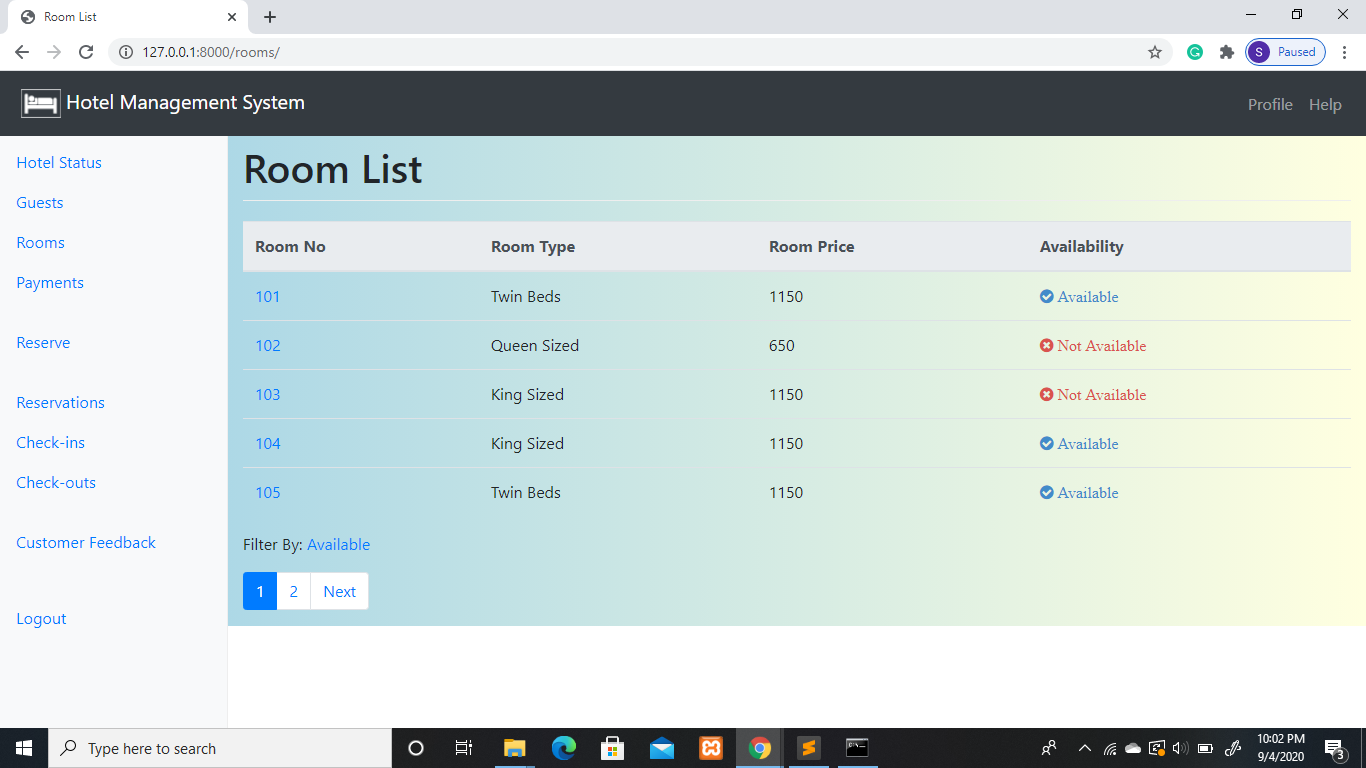 Room List
127.0.0.1:8000/rooms/
S Paused
Hotel Management System
Profile Help
Hotel Status
Guests
Rooms
Payments
Reserve
Reservations
Check-ins
Check-outs
Customer Feedback
Logout
Room List
Room No Room Type Room Price Availability
101 Twin Beds 1150 Available
102 Queen Sized 650 Not Available
103 King Sized 1150 Not Available
104 King Sized 1150 Available
105 Twin Beds 1150 Available
Filter By: Available
1 2 Next
Type here to search
10:02 PM
9/4/2020
3